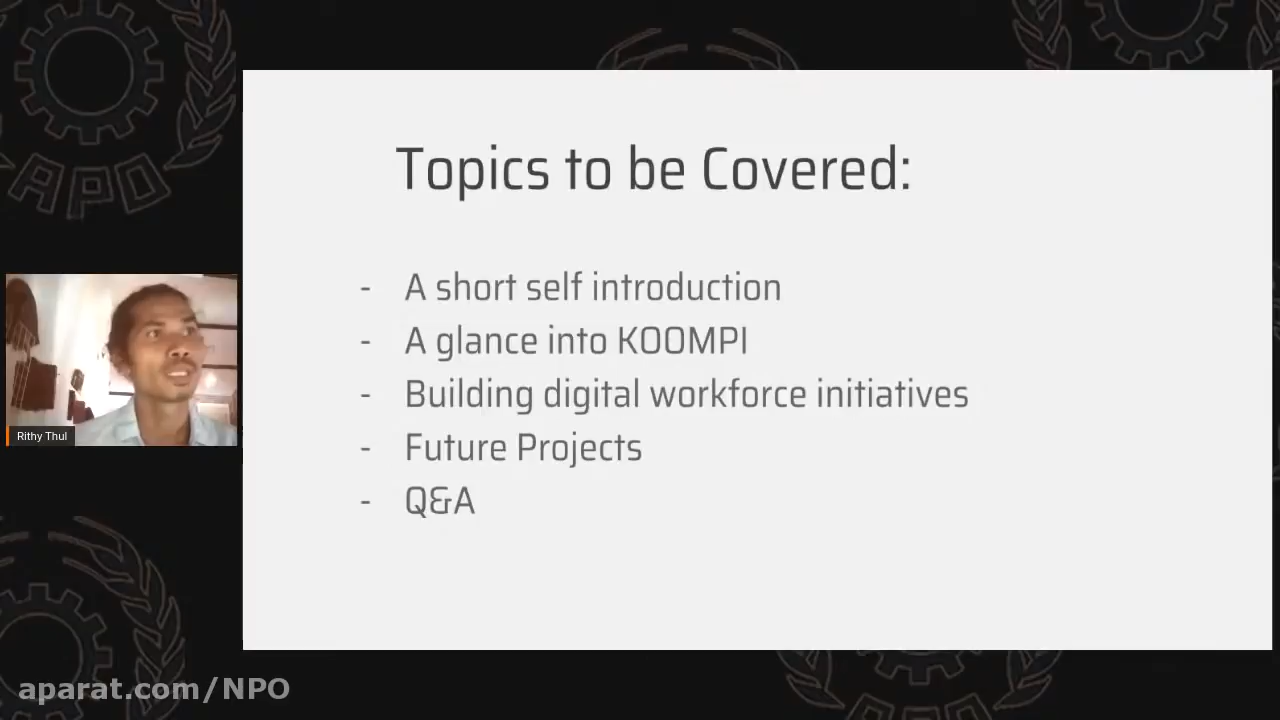 APO
Topics to be Covered:
- A short self introduction
- A glance into KOOMPI
- Building digital workforce initiatives
- Future Projects
- Q&A
Rithy Thul
aparat.com/NPO